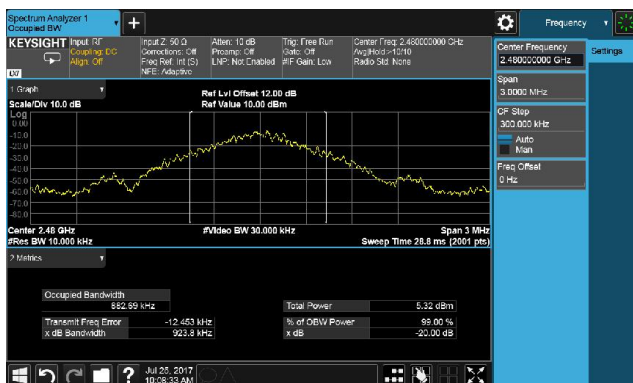 Spectrum Analyzer 1
Occupied BW
Frequency
KEYSIGHT
Input: RF
Coupling: DC
Align: Off
Input Z: 50 Ω
Corrections: Off
Freq Ref: Int (S)
NFE: Adaptive
Atten: 10 dB
Preamp: Off
LNP: Not Enabled
Trig: Free Run
Gate: Off
#IF Gain: Low
Center Freq: 2.480000000 GHz
Avg|Hold:>10/10
Radio Std: None
LXI
Center Frequency
2.480000000 GHz
Settings
Span
3.0000 MHz
CF Step
300.000 kHz
Auto
Man
Freq Offset
0 Hz
1 Graph
Scale/Div 10.0 dB
Ref Lvl Offset 12.00 dB
Ref Value 10.00 dBm
Log
0.00
-10.0
-20.0
-30.0
-40.0
-50.0
-60.0
-70.0
-80.0
Center 2.48 GHz
#Res BW 10.000 kHz
#Video BW 30.000 kHz
Span 3 MHz
Sweep Time 28.8 ms (2001 pts)
2 Metrics
Occupied Bandwidth
882.69 kHz
Total Power 5.32 dBm
Transmit Freq Error -12.453 kHz
% of OBW Power 99.00 %
x dB Bandwidth 923.8 kHz
x dB -20.00 dB
?
Jul 25, 2017
10:08:33 AM